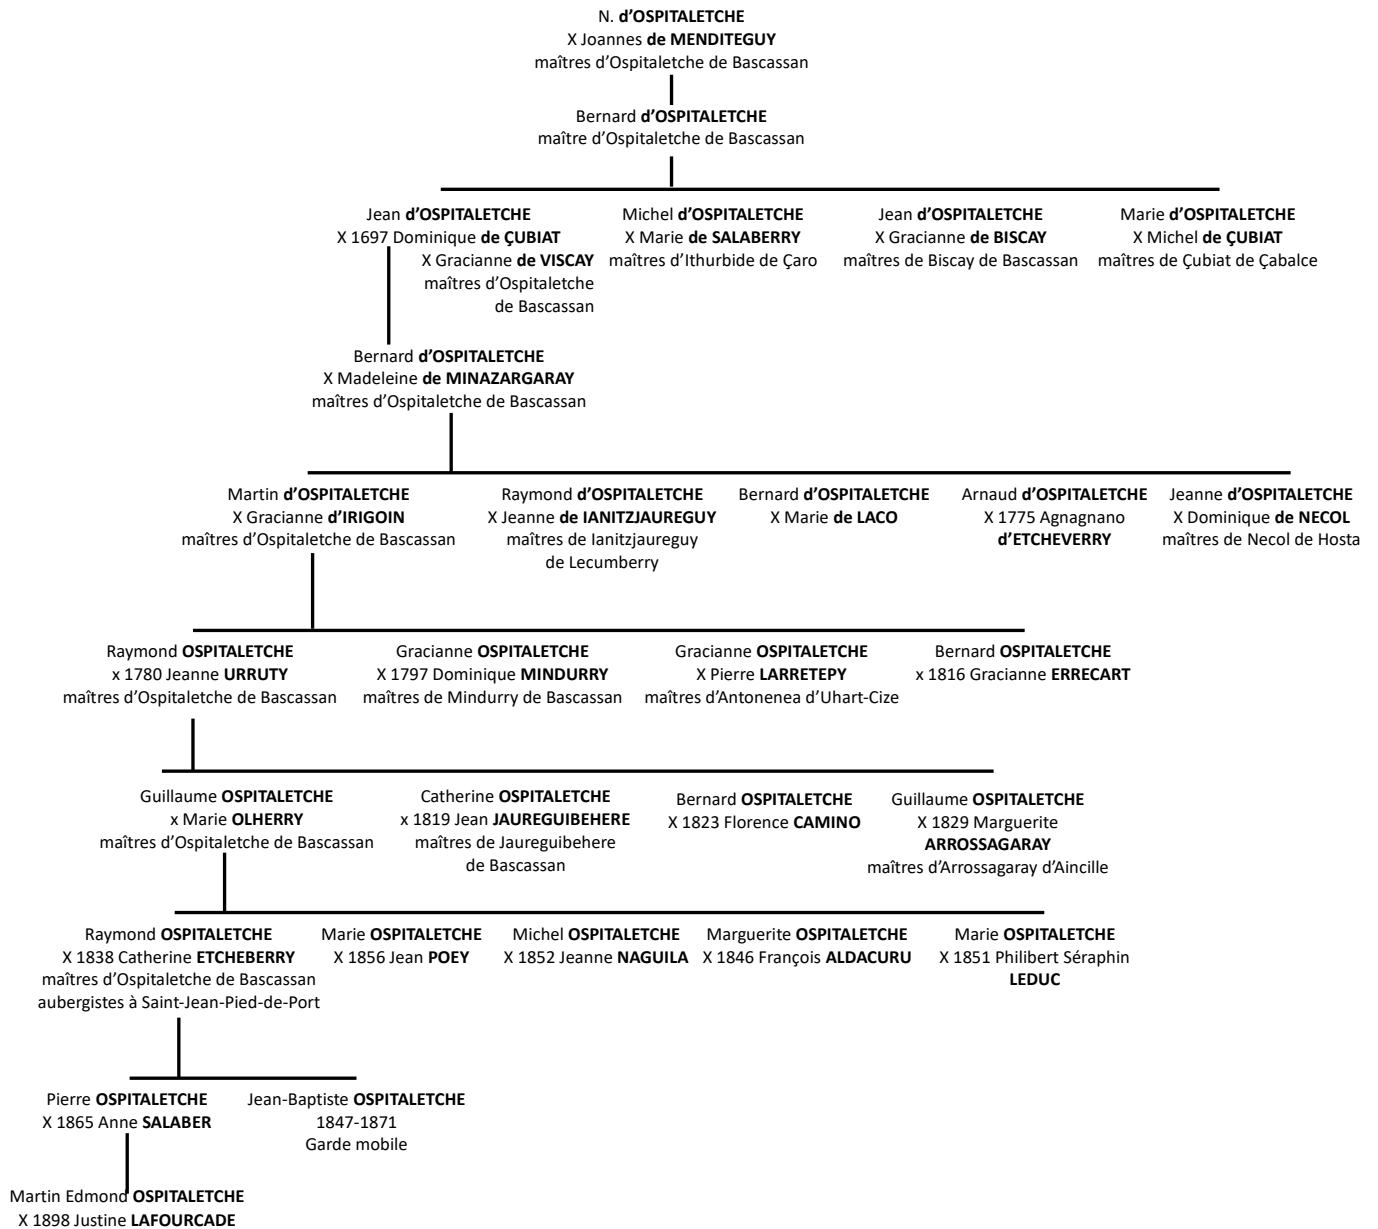 N. d'OSPITALETCHE
X Joannes de MENDITEGUY
maîtres d'Ospitaletche de Bascassan
Bernard d'OSPITALETCHE
maître d'Ospitaletche de Bascassan
Jean d'OSPITALETCHE
X 1697 Dominique de ÇUBIAT
X Gracianne de VISCAY
maîtres d'Ospitaletche
de Bascassan
Michel d'OSPITALETCHE
X Marie de SALABERRY
maîtres d'Ithurbide de Çaro
Jean d'OSPITALETCHE
X Gracianne de BISCAY
maîtres de Biscay de Bascassan
Marie d'OSPITALETCHE
X Michel de ÇUBIAT
maîtres de Çubiat de Çabalce
Bernard d'OSPITALETCHE
X Madeleine de MINAZARGARAY
maîtres d'Ospitaletche de Bascassan
Martin d'OSPITALETCHE
X Gracianne d'IRIGOIN
maîtres d'Ospitaletche de Bascassan
Raymond d'OSPITALETCHE
X Jeanne de IANITZJAUREGUY
maîtres de Ianitzjaureguy
de Lecumberry
Bernard d'OSPITALETCHE
X Marie de LACO
Arnaud d'OSPITALETCHE
X 1775 Agnagnano
d'ETCHEVERRY
Jeanne d'OSPITALETCHE
X Dominique de NECOL
maîtres de Necol de Hosta
Raymond OSPITALETCHE
x 1780 Jeanne URRUTY
maîtres d'Ospitaletche de Bascassan
Gracianne OSPITALETCHE
X 1797 Dominique MINDURRY
maîtres de Mindurry de Bascassan
Gracianne OSPITALETCHE
X Pierre LARRETEPY
maîtres d'Antonenea d'Uhart-Cize
Bernard OSPITALETCHE
x 1816 Gracianne ERRECART
Guillaume OSPITALETCHE
x Marie OLHERRY
maîtres d'Ospitaletche de Bascassan
Catherine OSPITALETCHE
x 1819 Jean JAUREGUIBEHERE
maîtres de Jaureguibehere
de Bascassan
Bernard OSPITALETCHE
X 1823 Florence CAMINO
Guillaume OSPITALETCHE
X 1829 Marguerite
ARROSSAGARAY
maîtres d'Arrossagaray d'Aincille
Raymond OSPITALETCHE
X 1838 Catherine ETCHEBERRY
maîtres d'Ospitaletche de Bascassan
aubergistes à Saint-Jean-Pied-de-Port
Marie OSPITALETCHE
X 1856 Jean POEY
Michel OSPITALETCHE
X 1852 Jeanne NAGUILA
Marguerite OSPITALETCHE
X 1846 François ALDACURU
Marie OSPITALETCHE
X 1851 Philibert Séraphin
LEDUC
Pierre OSPITALETCHE
X 1865 Anne SALABER
Jean-Baptiste OSPITALETCHE
1847-1871
Garde mobile
Martin Edmond OSPITALETCHE
X 1898 Justine LAFOURCADE